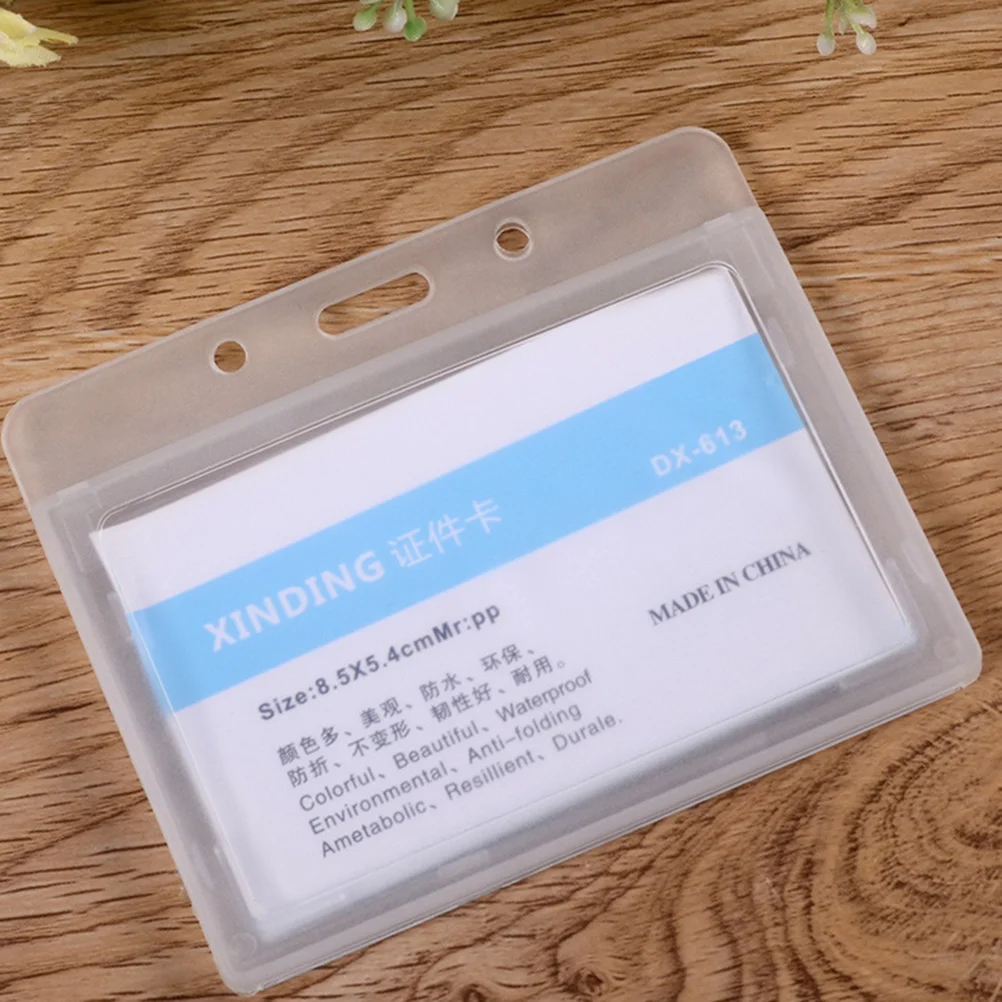 XINDING 证件卡
DX-613
Size:8.5X5.4cmMr:pp
MADE IN CHINA
颜色多、美观、防水、环保、
防折、不变形、韧性好、耐用。
Colorful、Beautiful、Waterproof
Environmental、Anti-folding
Ametabolic、Resillient、Durale.